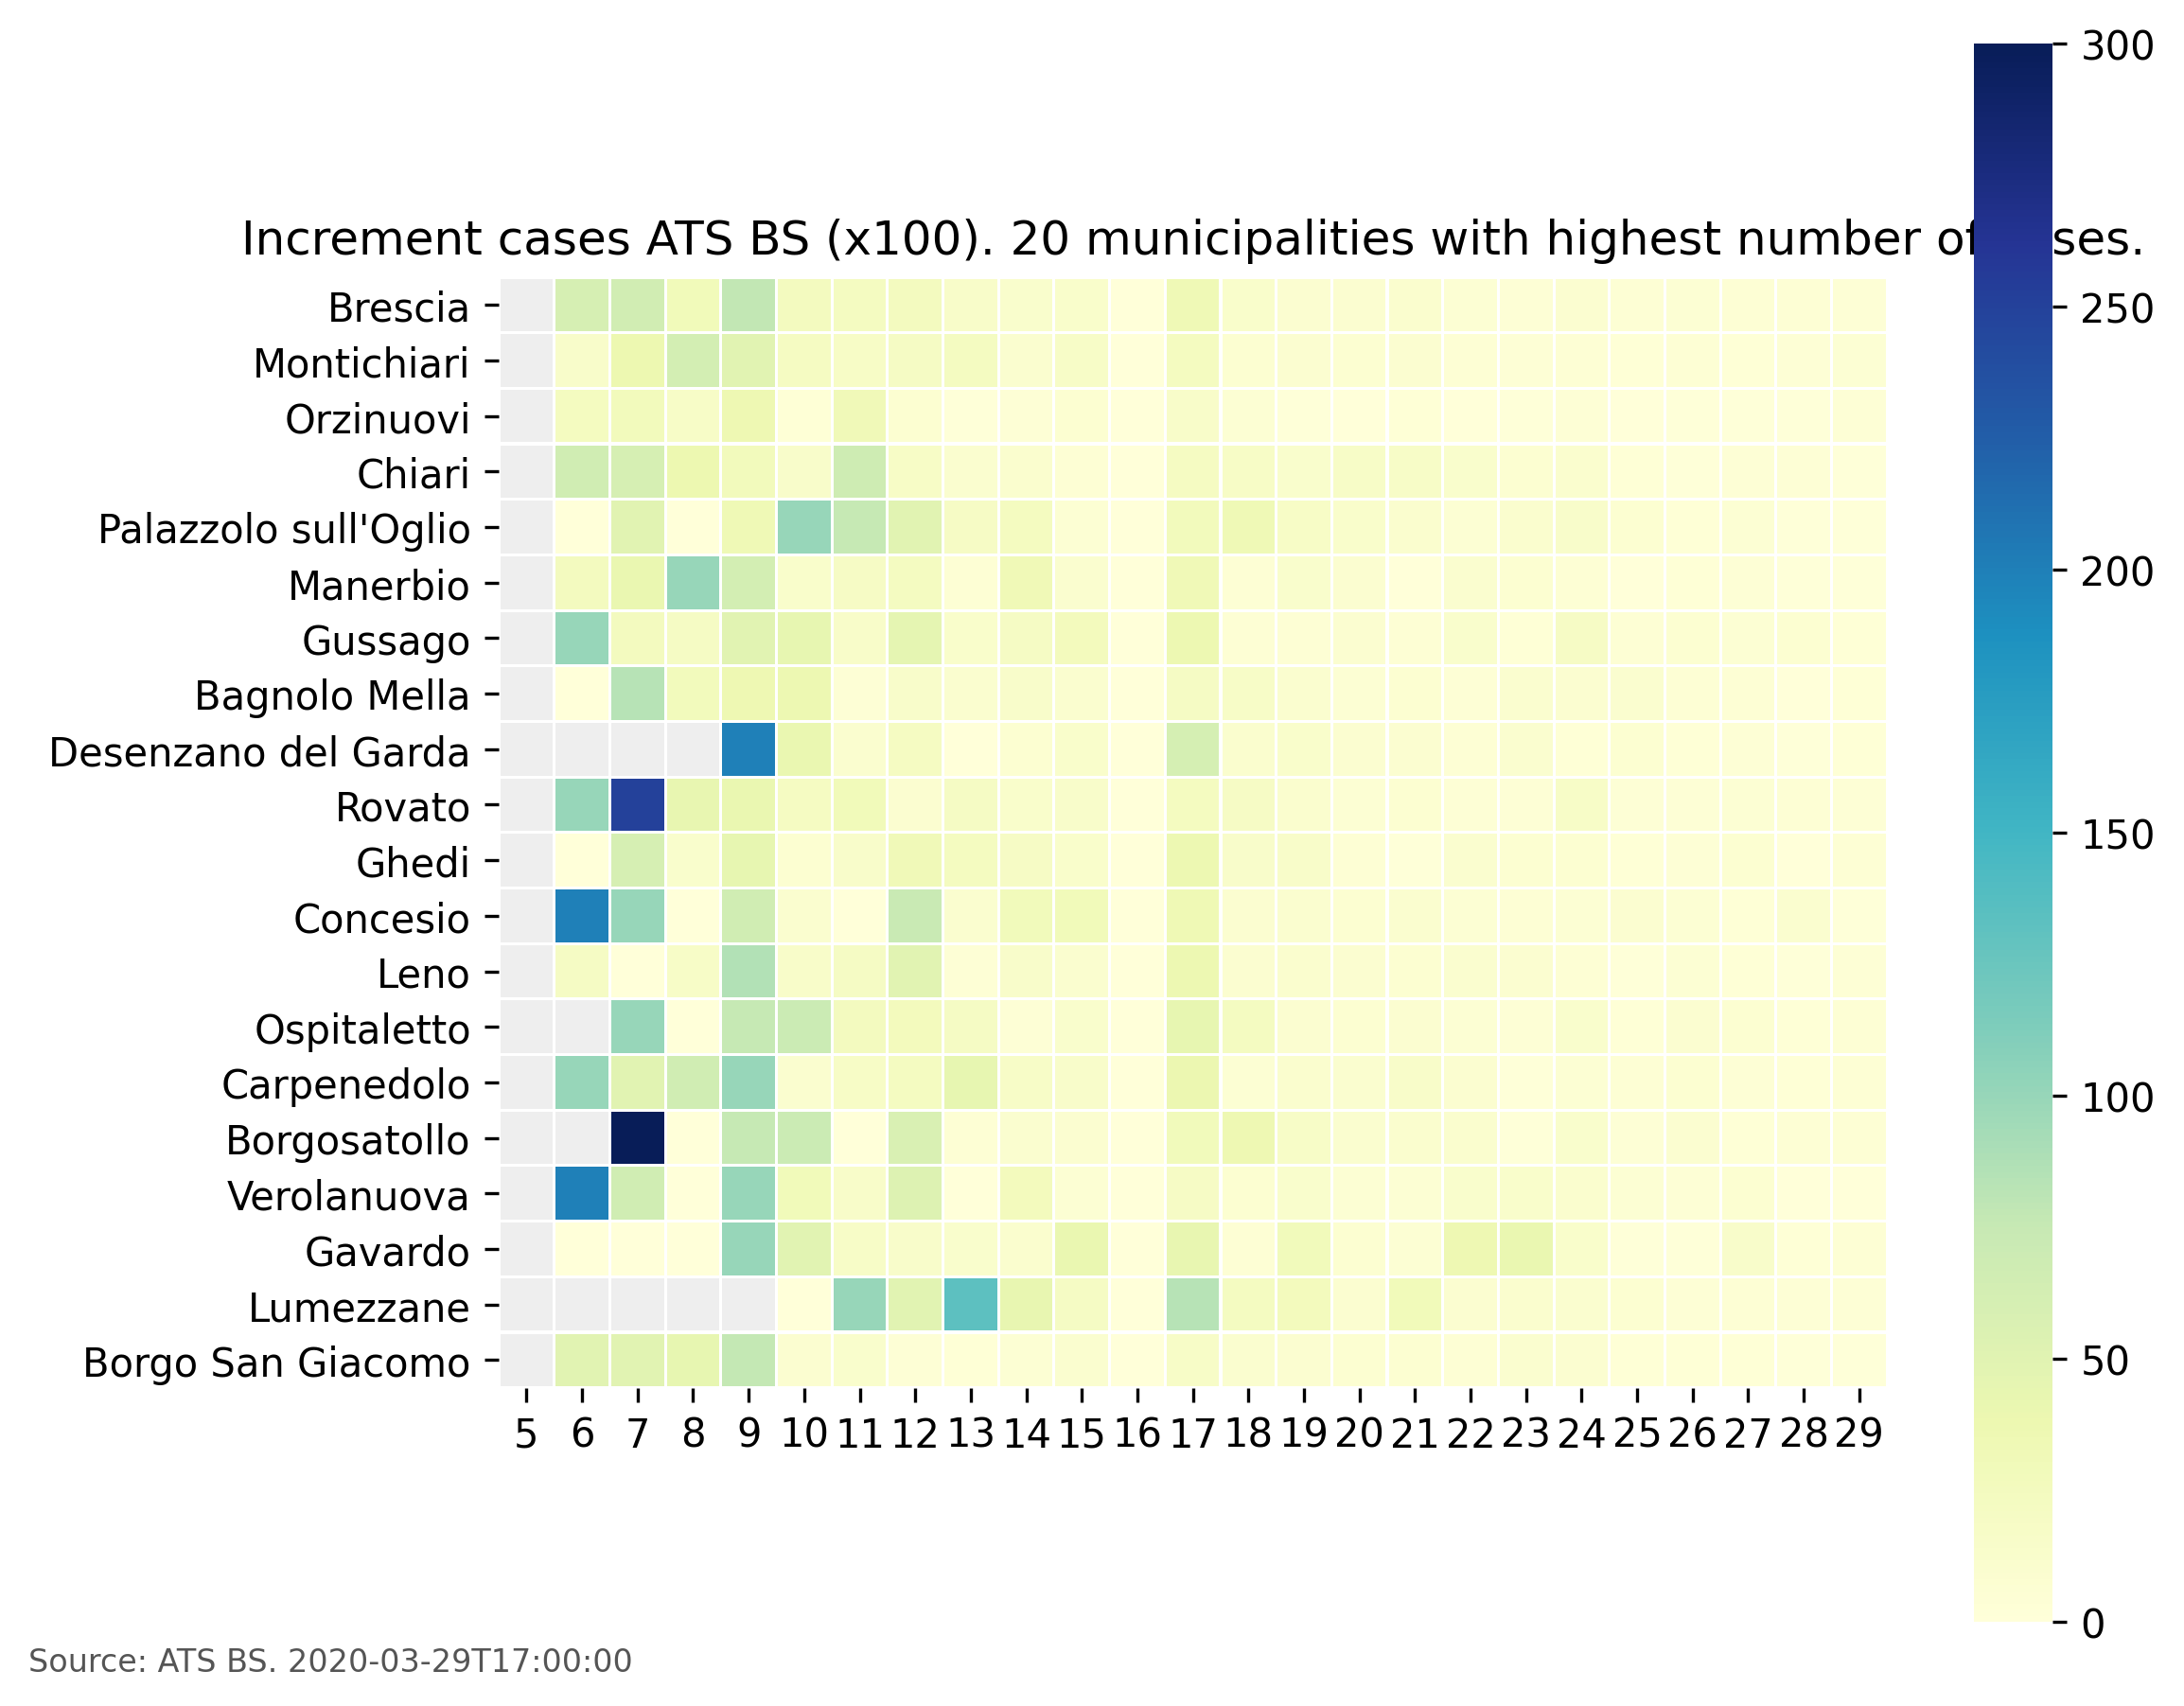 300
Increment cases ATS BS (x100). 20 municipalities with highest number of ses.
250
Brescia
Montichiari
Orzinuovi
Chiari
Palazzolo sull'Oglio
200
Manerbio
Gussago
Bagnolo Mella
Desenzano del Garda
Rovato
150
Ghedi
Concesio
Leno
Ospitaletto
Carpenedolo
100
Borgosatollo
Verolanuova
Gavardo
Lumezzane
Borgo San Giacomo
50
5 6 7 8 9 10 11 12 13 14 15 16 17 18 19 20 21 22 23 24 25 26 27 28 29
0
Source: ATS BS. 2020-03-29T17:00:00